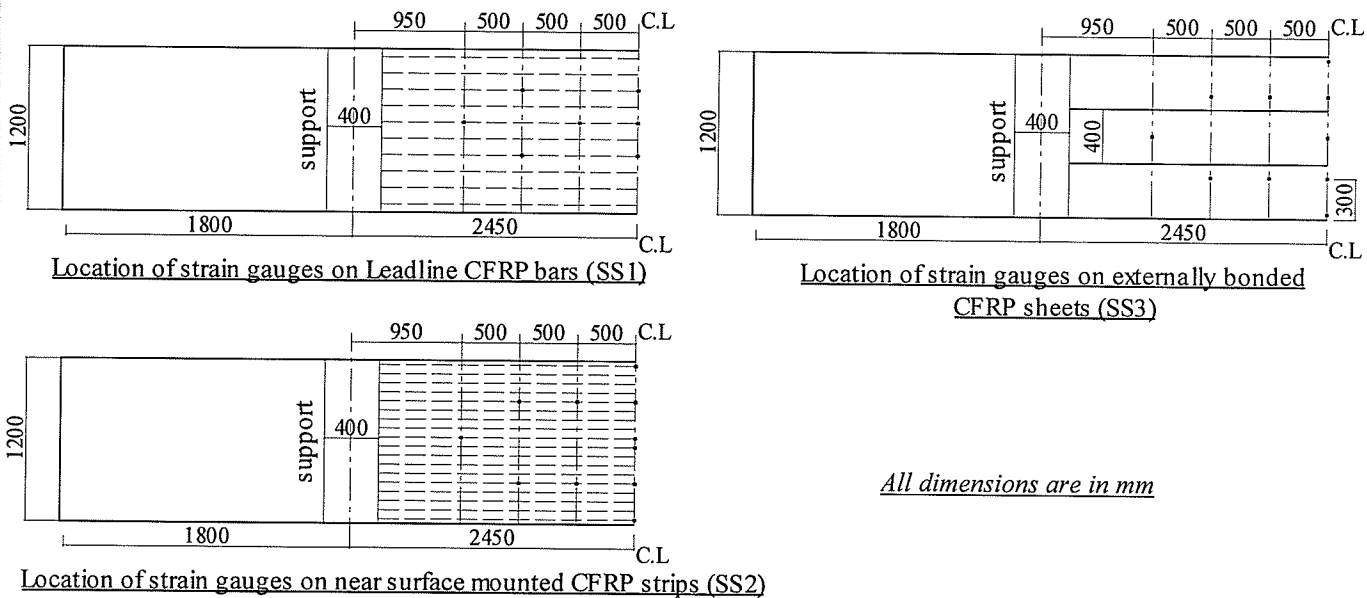 950 500 500 500 C.L
1200
support
400
1800 2450
C.L
Location of strain gauges on Leadline CFRP bars (SS1)
950 500 500 500 C.L
1200
support
400
400
300
1800 2450
C.L
Location of strain gauges on externally bonded
CFRP sheets (SS3)
950 500 500 500 C.L
1200
support
400
1800 2450
C.L
Location of strain gauges on near surface mounted CFRP strips (SS2)
All dimensions are in mm